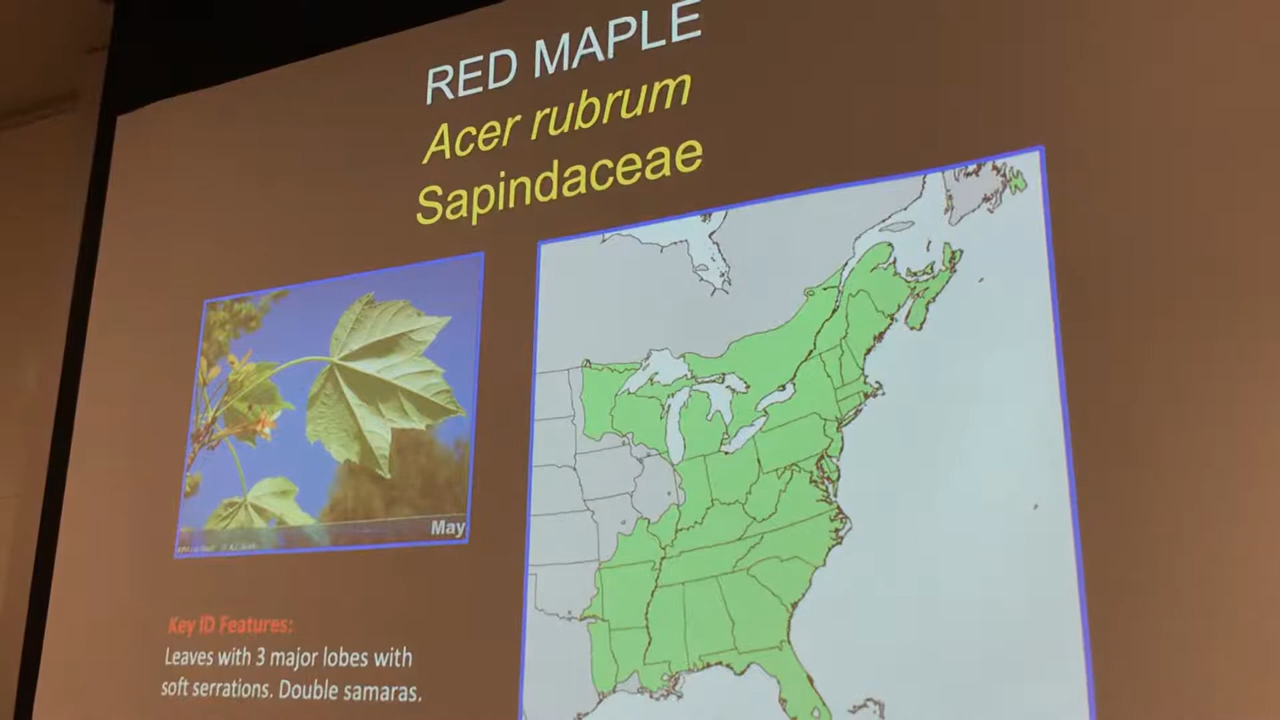 RED MAPLE
Acer rubrum
Sapindaceae
May
Key ID Features:
Leaves with 3 major lobes with
soft serrations. Double samaras.